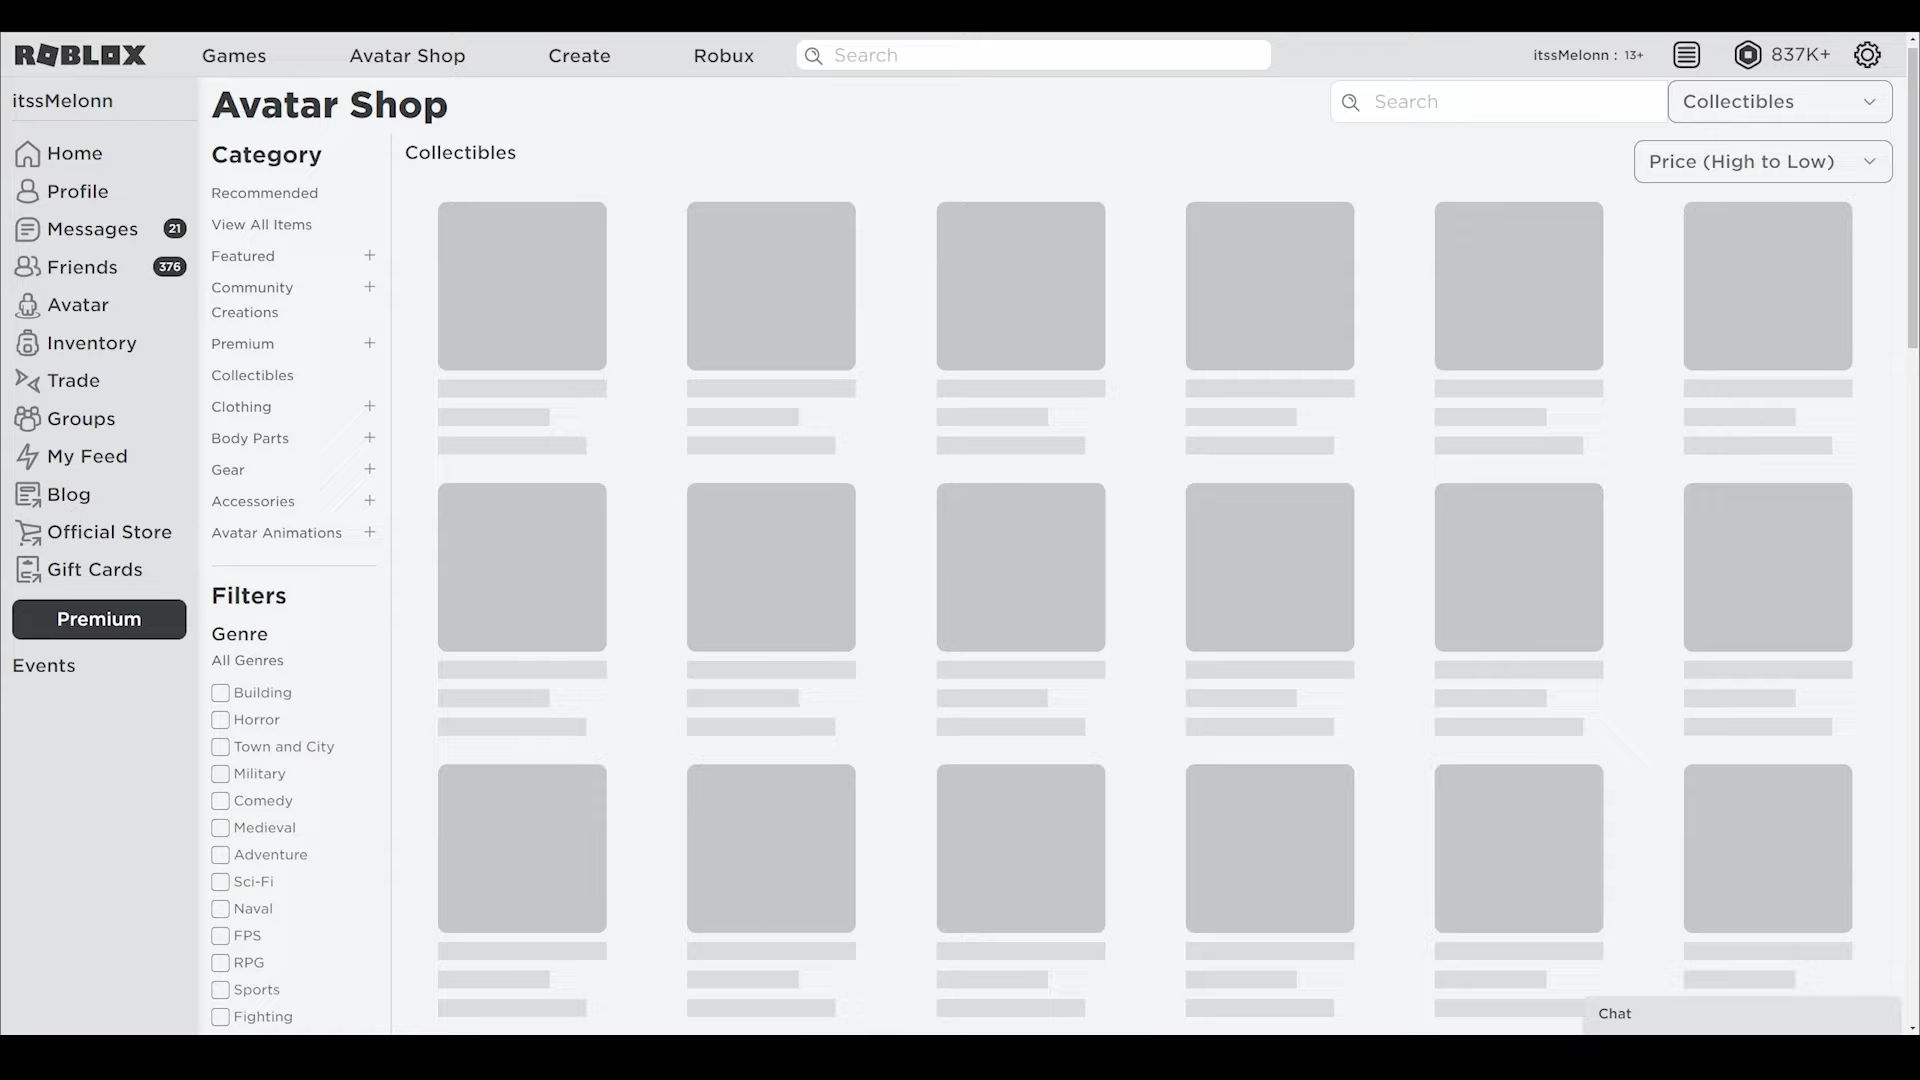 ROBLOX
Games
Avatar Shop
Create
Robux
Search
itssMelonn : 13+
837K+
itssMelonn
Home
Profile
Messages 21
Friends 376
Avatar
Inventory
Trade
Groups
My Feed
Blog
Official Store
Gift Cards
Premium
Events
Avatar Shop
Search
Collectibles
Category
Recommended
View All Items
Featured +
Community +
Creations
Premium +
Collectibles
Clothing +
Body Parts +
Gear +
Accessories +
Avatar Animations +
Filters
Genre
All Genres
Building
Horror
Town and City
Military
Comedy
Medieval
Adventure
Sci-Fi
Naval
FPS
RPG
Sports
Fighting
Collectibles
Price (High to Low)
Chat